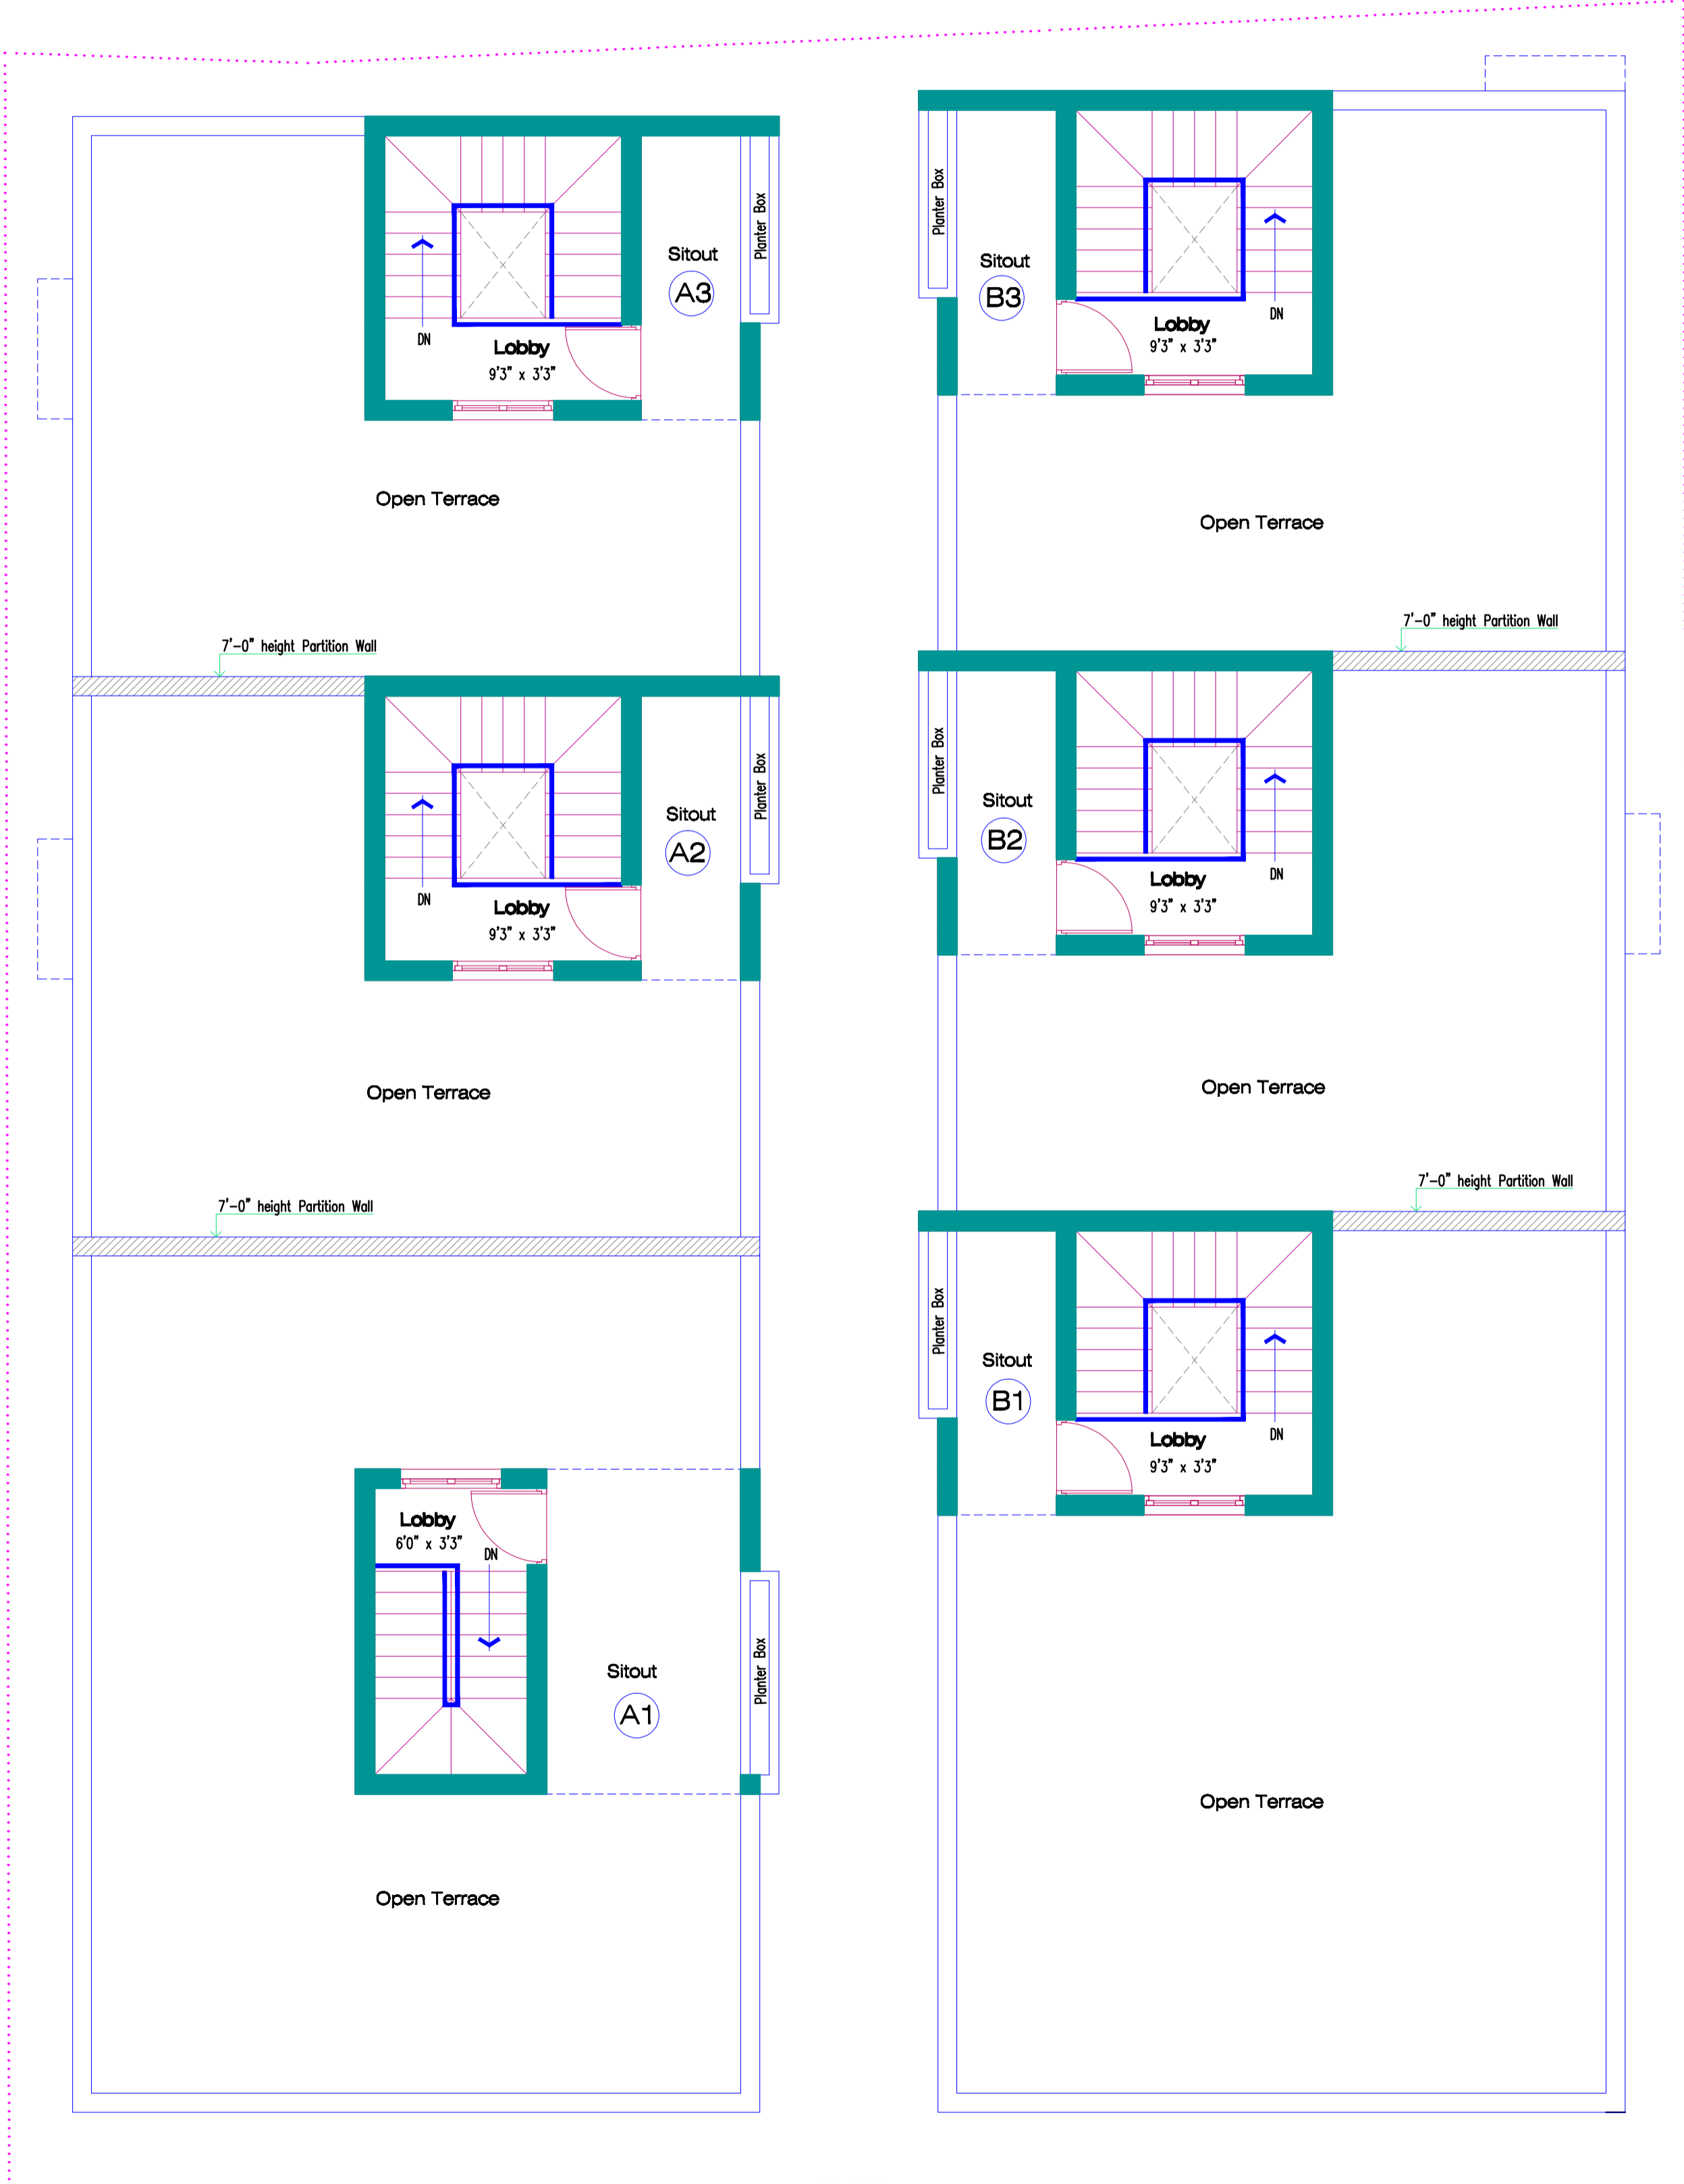 Planter Box
Sitout
A3
DN
Lobby
9'3" x 3'3"
Open Terrace
7'-0" height Partition Wall
Planter Box
Sitout
A2
DN
Lobby
9'3" x 3'3"
Open Terrace
7'-0" height Partition Wall
Lobby
6'0" x 3'3"
DN
Sitout
A1
Planter Box
Open Terrace
Planter Box
Sitout
B3
Lobby
9'3" x 3'3"
DN
Open Terrace
7'-0" height Partition Wall
Planter Box
Sitout
B2
Lobby
9'3" x 3'3"
DN
Open Terrace
7'-0" height Partition Wall
Planter Box
Sitout
B1
Lobby
9'3" x 3'3"
DN
Open Terrace